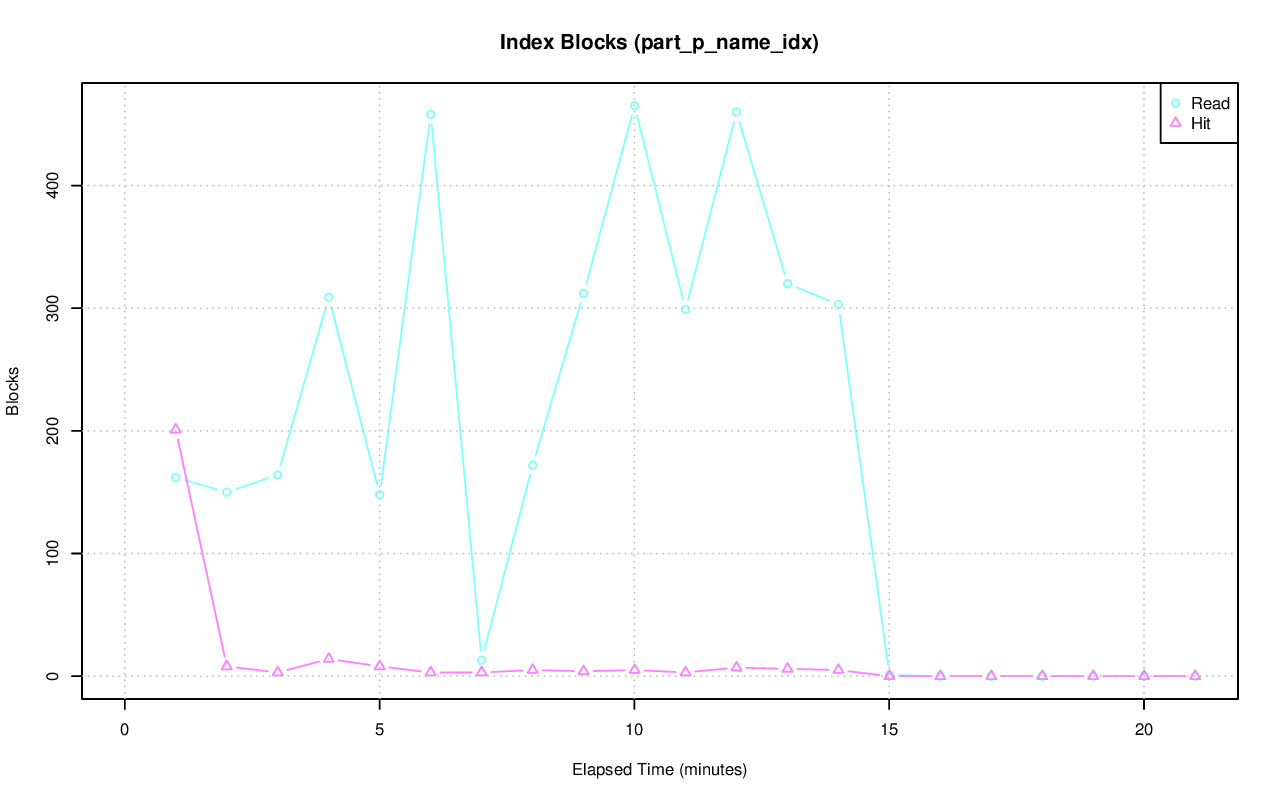 Index Blocks (part_p_name_idx)
Read
Hit
Blocks
400
300
200
100
0
0 5 10 15 20
Elapsed Time (minutes)